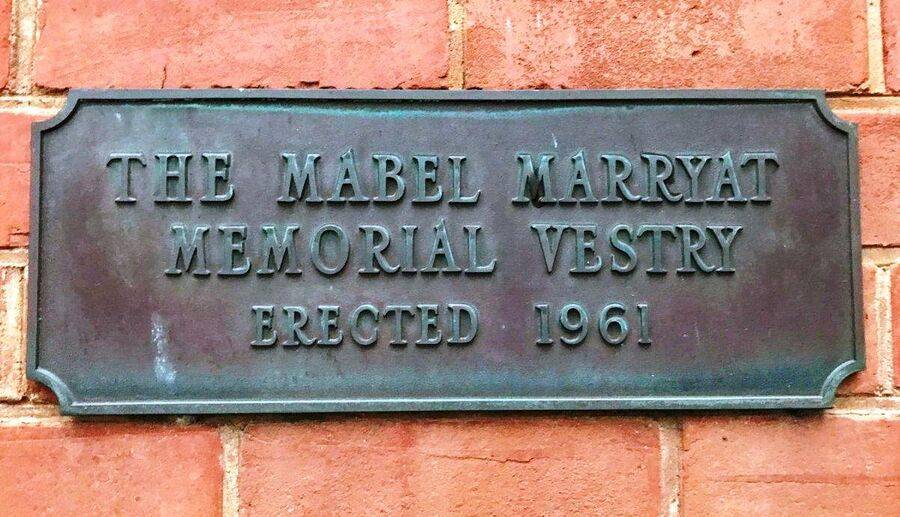 THE MABEL MARRYAT
MEMORIAL VESTRY
ERECTED 1961